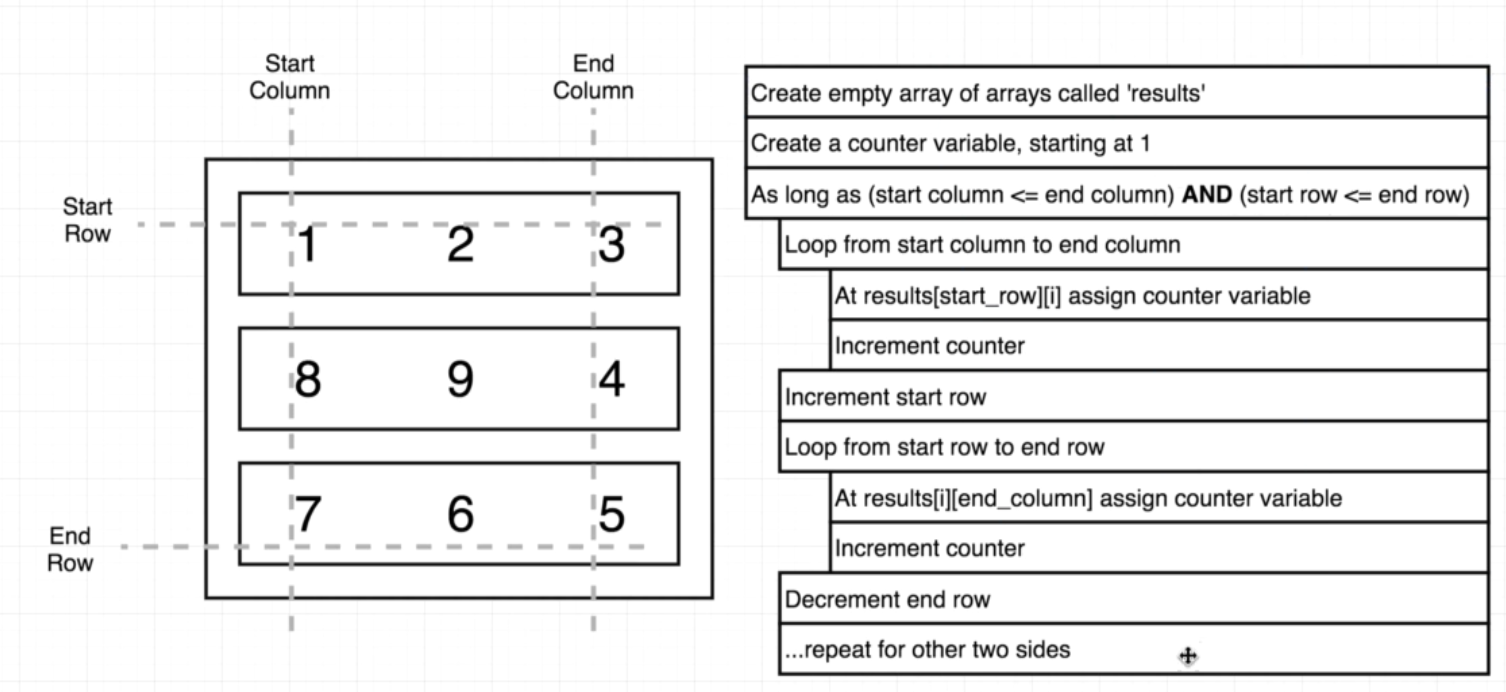 Start
Column
End
Column
Start
Row
1 2 3
8 9 4
7 6 5
End
Row
Create empty array of arrays called 'results'
Create a counter variable, starting at 1
As long as (start column <= end column) AND (start row <= end row)
Loop from start column to end column
At results[start_row][i] assign counter variable
Increment counter
Increment start row
Loop from start row to end row
At results[i][end_column] assign counter variable
Increment counter
Decrement end row
...repeat for other two sides